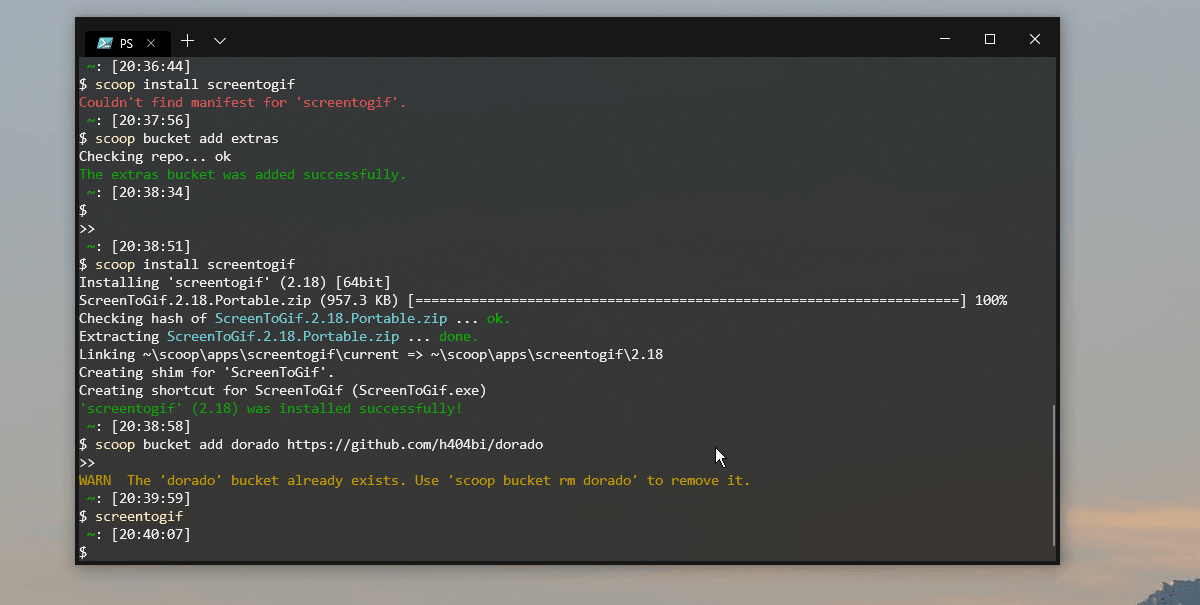 PS
~: [20:36:44]
$ scoop install screentogif
Couldn't find manifest for 'screentogif'.
~: [20:37:56]
$ scoop bucket add extras
Checking repo... ok
The extras bucket was added successfully.
~: [20:38:34]
$
>>
~: [20:38:51]
$ scoop install screentogif
Installing 'screentogif' (2.18) [64bit]
ScreenToGif.2.18.Portable.zip (957.3 KB) [====================================================================] 100%
Checking hash of ScreenToGif.2.18.Portable.zip ... ok.
Extracting ScreenToGif.2.18.Portable.zip ... done.
Linking ~\scoop\apps\screentogif\current => ~\scoop\apps\screentogif\2.18
Creating shim for 'ScreenToGif'.
Creating shortcut for ScreenToGif (ScreenToGif.exe)
'screentogif' (2.18) was installed successfully!
~: [20:38:58]
$ scoop bucket add dorado https://github.com/h404bi/dorado
>>
WARN  The 'dorado' bucket already exists. Use 'scoop bucket rm dorado' to remove it.
~: [20:39:59]
$ screentogif
~: [20:40:07]
$